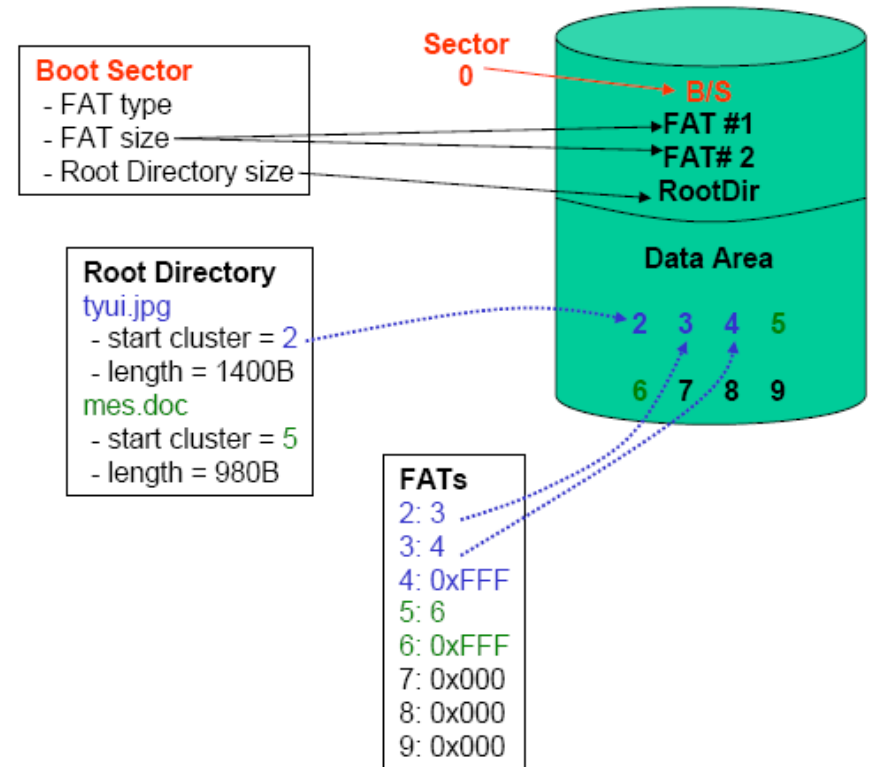 Boot Sector
- FAT type
- FAT size
- Root Directory size
Sector
0
B/S
FAT #1
FAT# 2
RootDir
Data Area
2 3 4 5
6 7 8 9
Root Directory
tyui.jpg
- start cluster = 2
- length = 1400B
mes.doc
- start cluster = 5
- length = 980B
FATs
2: 3
3: 4
4: 0xFFF
5: 6
6: 0xFFF
7: 0x000
8: 0x000
9: 0x000